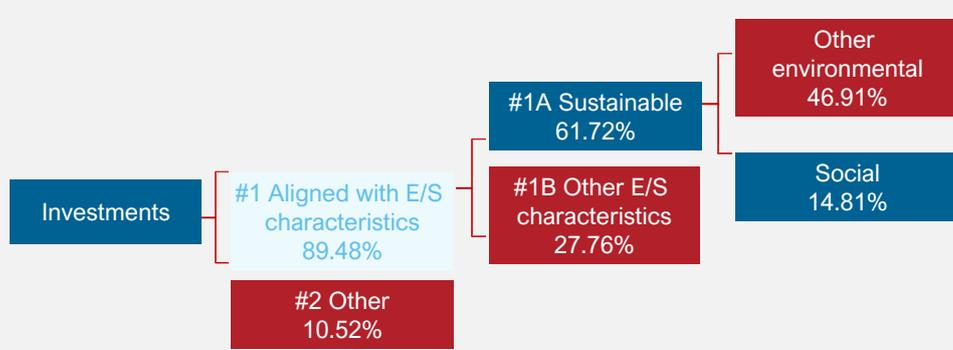 Investments
#1 Aligned with E/S
characteristics
89.48%
#2 Other
10.52%
#1A Sustainable
61.72%
#1B Other E/S
characteristics
27.76%
Other
environmental
46.91%
Social
14.81%